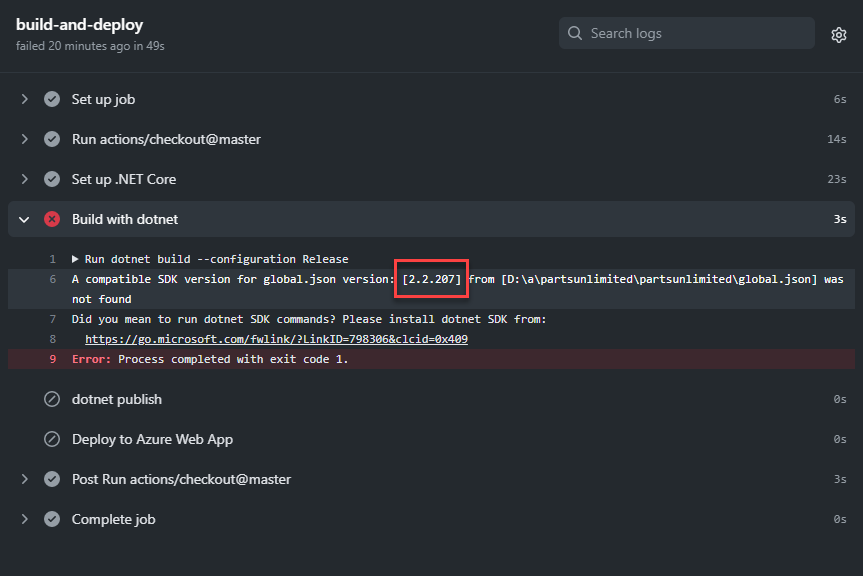 build-and-deploy
failed 20 minutes ago in 49s
Search logs
Set up job 6s
Run actions/checkout@master 14s
Set up .NET Core 23s
Build with dotnet 3s
1 ▶ Run dotnet build --configuration Release
6 A compatible SDK version for global.json version: [2.2.207] from [D:\a\partsunlimited\partsunlimited\global.json] was
not found
7 Did you mean to run dotnet SDK commands? Please install dotnet SDK from:
8 https://go.microsoft.com/fwlink/?LinkID=798306&clcid=0x409
9 Error: Process completed with exit code 1.
dotnet publish 0s
Deploy to Azure Web App 0s
Post Run actions/checkout@master 3s
Complete job 0s